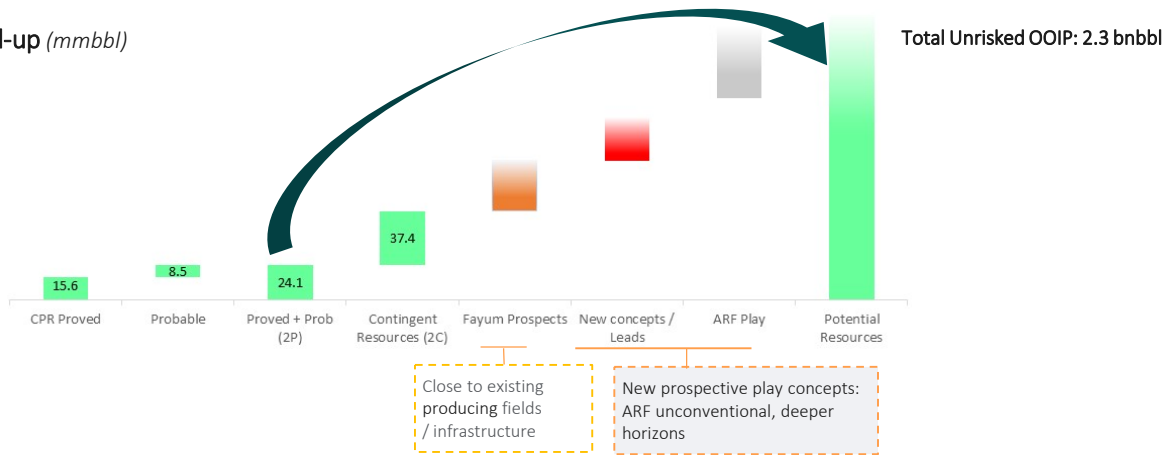 l-up (mmbbl)
Total Unrisked OOIP: 2.3 bnbbl
15.6
8.5
24.1
37.4
CPR Proved
Probable
Proved + Prob
(2P)
Contingent
Resources (2C)
Fayum Prospects
New concepts /
Leads
ARF Play
Potential
Resources
Close to existing
producing fields
/ infrastructure
New prospective play concepts:
ARF unconventional, deeper
horizons